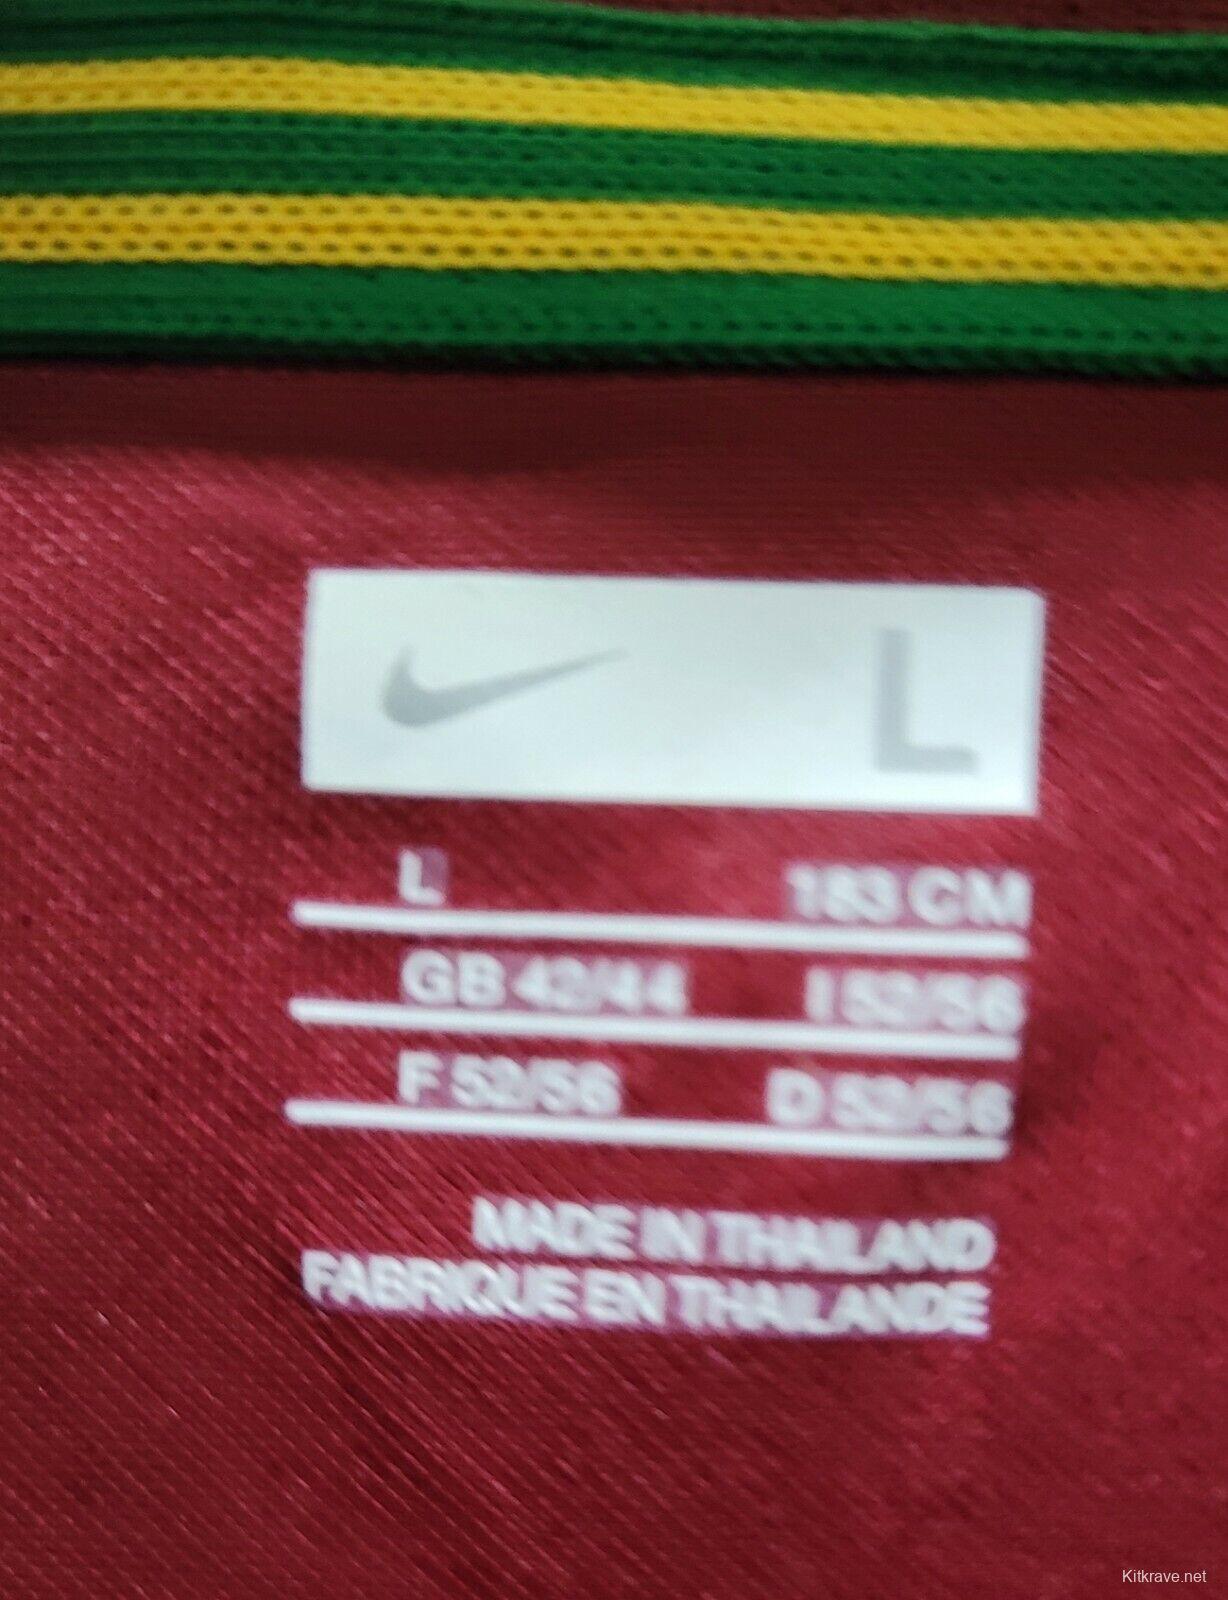 L
L 183 CM
GB 42/44 I 52/56
F 52/56 D 52/56
MADE IN THAILAND
FABRIQUE EN THAILANDE
Kitkrave.net